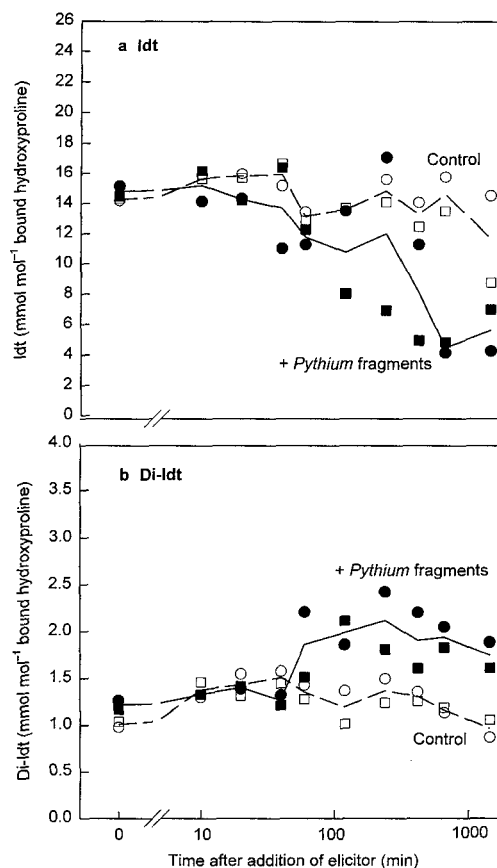 a Idt
26
24
22
20
18
16
14
12
10
8
6
4
2
0
Idt (mmol mol⁻¹ bound hydroxyproline)
Control
+ Pythium fragments
b Di-Idt
4.0
3.5
3.0
2.5
2.0
1.5
1.0
0.5
0.0
Di-Idt (mmol mol⁻¹ bound hydroxyproline)
+ Pythium fragments
Control
0 10 100 1000
Time after addition of elicitor (min)